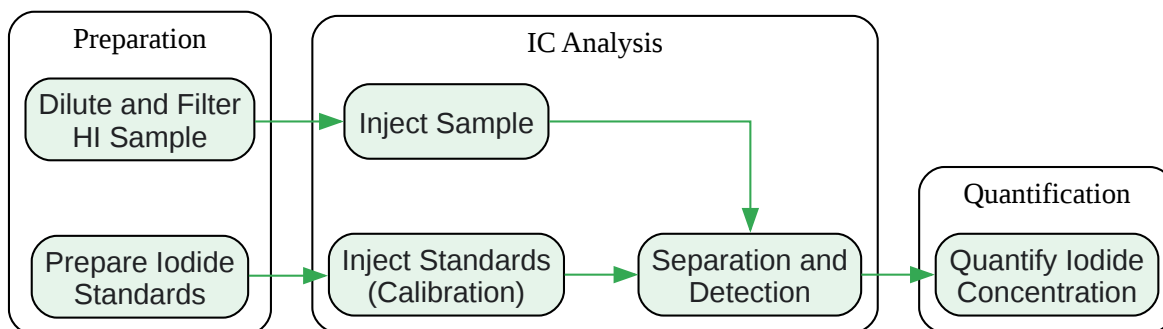 Preparation
Dilute and Filter
HI Sample
Prepare Iodide
Standards
IC Analysis
Inject Sample
Inject Standards
(Calibration)
Separation and
Detection
Quantification
Quantify Iodide
Concentration